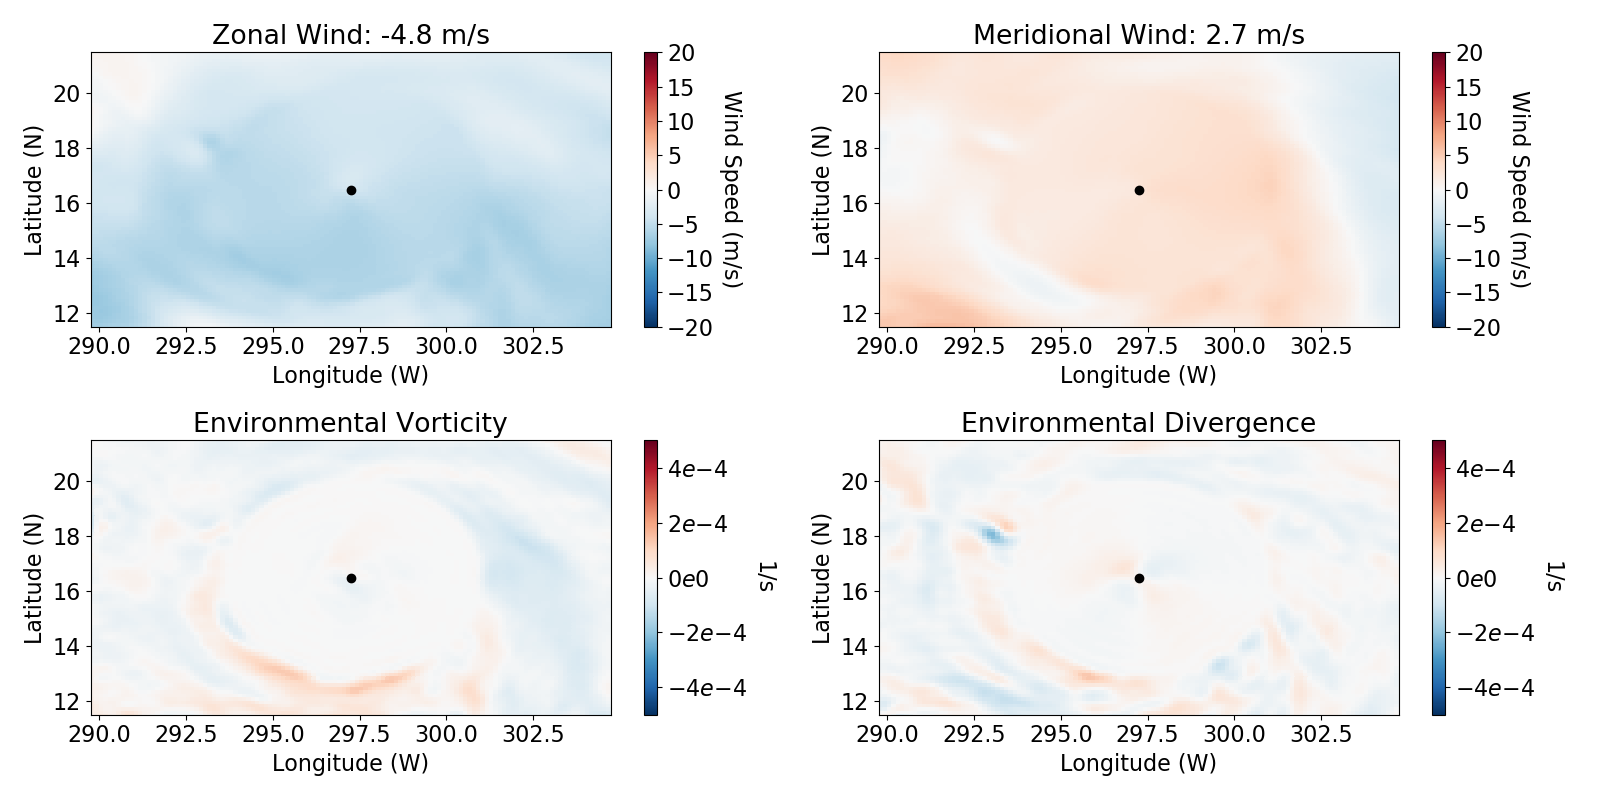 Zonal Wind: -4.8 m/s
Latitude (N)
20
18
16
14
12
290.0 292.5 295.0 297.5 300.0 302.5
Longitude (W)
20
15
10
5
0
−5
−10
−15
−20
Wind Speed (m/s)
Meridional Wind: 2.7 m/s
Latitude (N)
20
18
16
14
12
290.0 292.5 295.0 297.5 300.0 302.5
Longitude (W)
20
15
10
5
0
−5
−10
−15
−20
Wind Speed (m/s)
Environmental Vorticity
Latitude (N)
20
18
16
14
12
290.0 292.5 295.0 297.5 300.0 302.5
Longitude (W)
4e−4
2e−4
0e0
−2e−4
−4e−4
1/s
Environmental Divergence
Latitude (N)
20
18
16
14
12
290.0 292.5 295.0 297.5 300.0 302.5
Longitude (W)
4e−4
2e−4
0e0
−2e−4
−4e−4
1/s